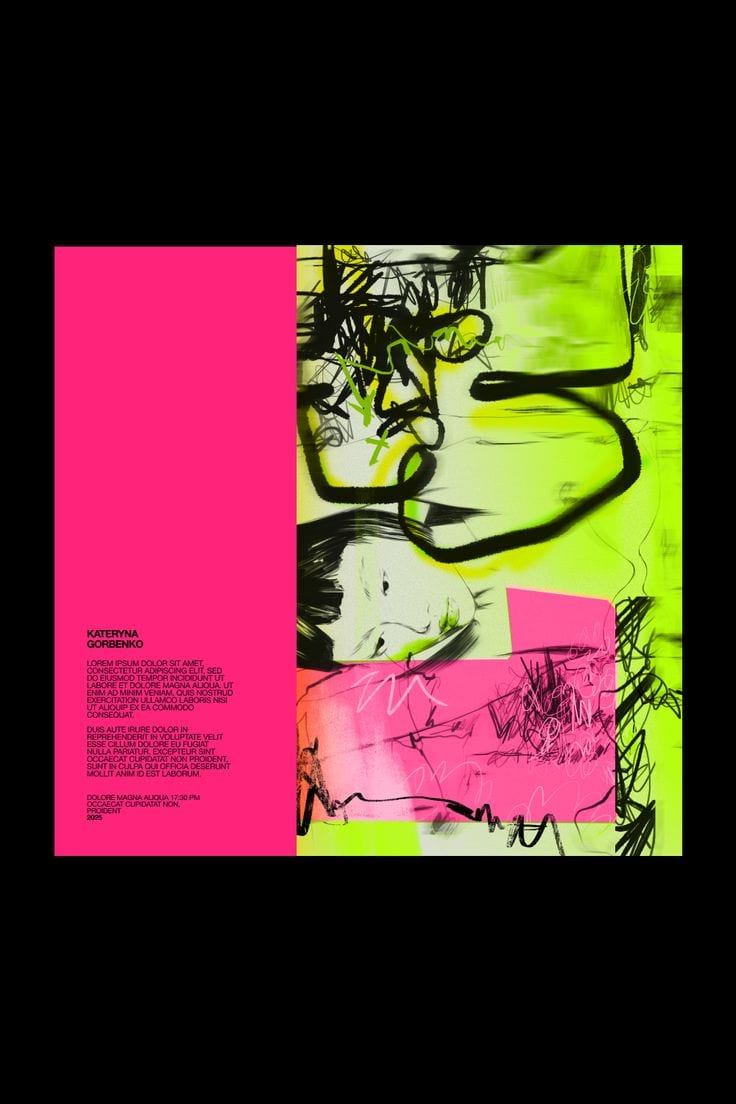 KATERYNA
GORBENKO
LOREM IPSUM DOLOR SIT AMET,
CONSECTETUR ADIPISCING ELIT, SED
DO EIUSMOD TEMPOR INCIDIDUNT UT
LABORE ET DOLORE MAGNA ALIQUA. UT
ENIM AD MINIM VENIAM, QUIS NOSTRUD
EXERCITATION ULLAMCO LABORIS NISI
UT ALIQUIP EX EA COMMODO
CONSEQUAT.
DUIS AUTE IRURE DOLOR IN
REPREHENDERIT IN VOLUPTATE VELIT
ESSE CILLUM DOLORE EU FUGIAT
NULLA PARIATUR. EXCEPTEUR SINT
OCCAECAT CUPIDATAT NON PROIDENT,
SUNT IN CULPA QUI OFFICIA DESERUNT
MOLLIT ANIM ID EST LABORUM.
DOLORE MAGNA ALIQUA 17:30 PM
OCCAECAT CUPIDATAT NON,
PROIDENT
2025